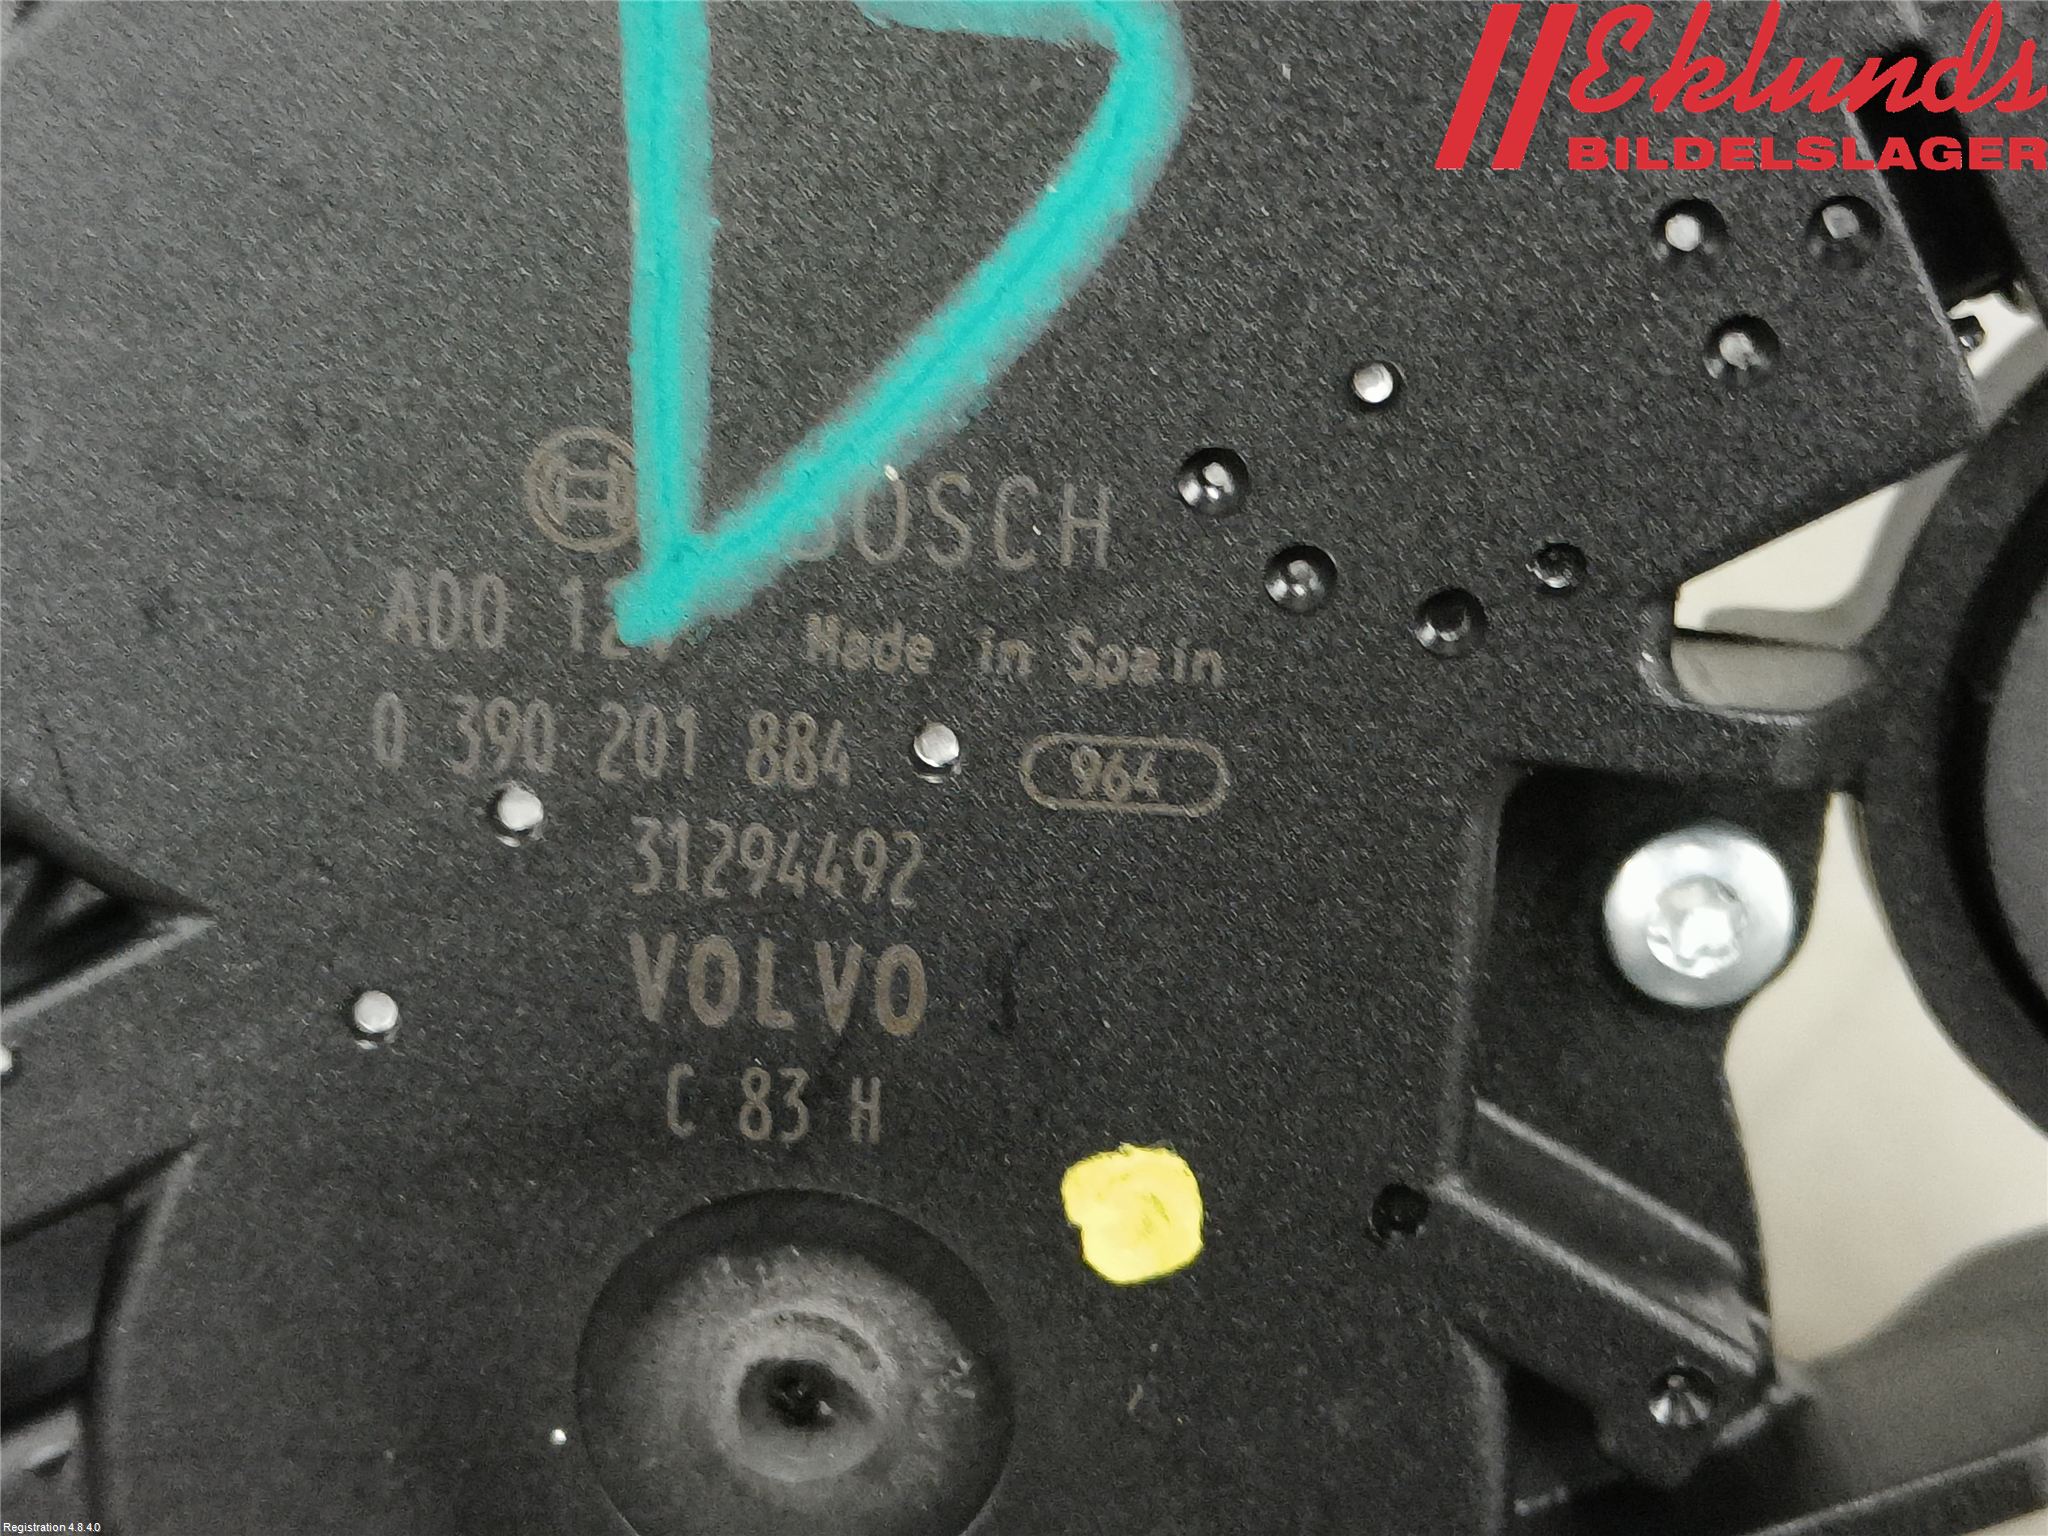 Eklunds
BILDELSLAGER
BOSCH
A00 12V
Made in Spain
0 390 201 884
964
31294492
VOLVO
C 83 H
Registration 4.8.4.0